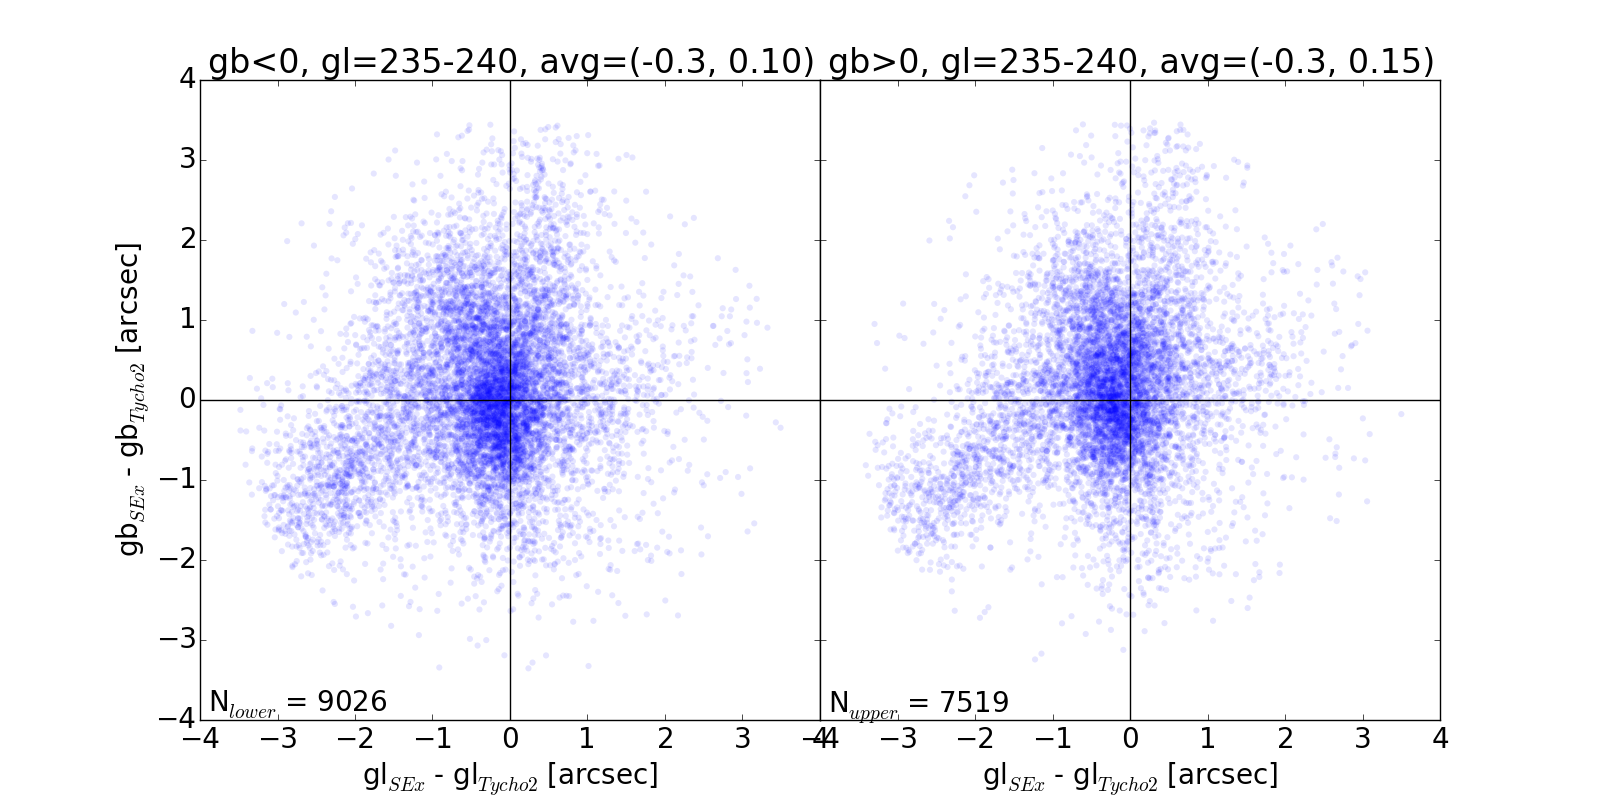 gb<0, gl=235-240, avg=(-0.3, 0.10)
gb>0, gl=235-240, avg=(-0.3, 0.15)
4
3
2
1
0
−1
−2
−3
−4
gb_SEx - gb_Tycho2 [arcsec]
N_lower = 9026
N_upper = 7519
−4 −3 −2 −1 0 1 2 3 4
−4 −3 −2 −1 0 1 2 3 4
gl_SEx - gl_Tycho2 [arcsec]
gl_SEx - gl_Tycho2 [arcsec]